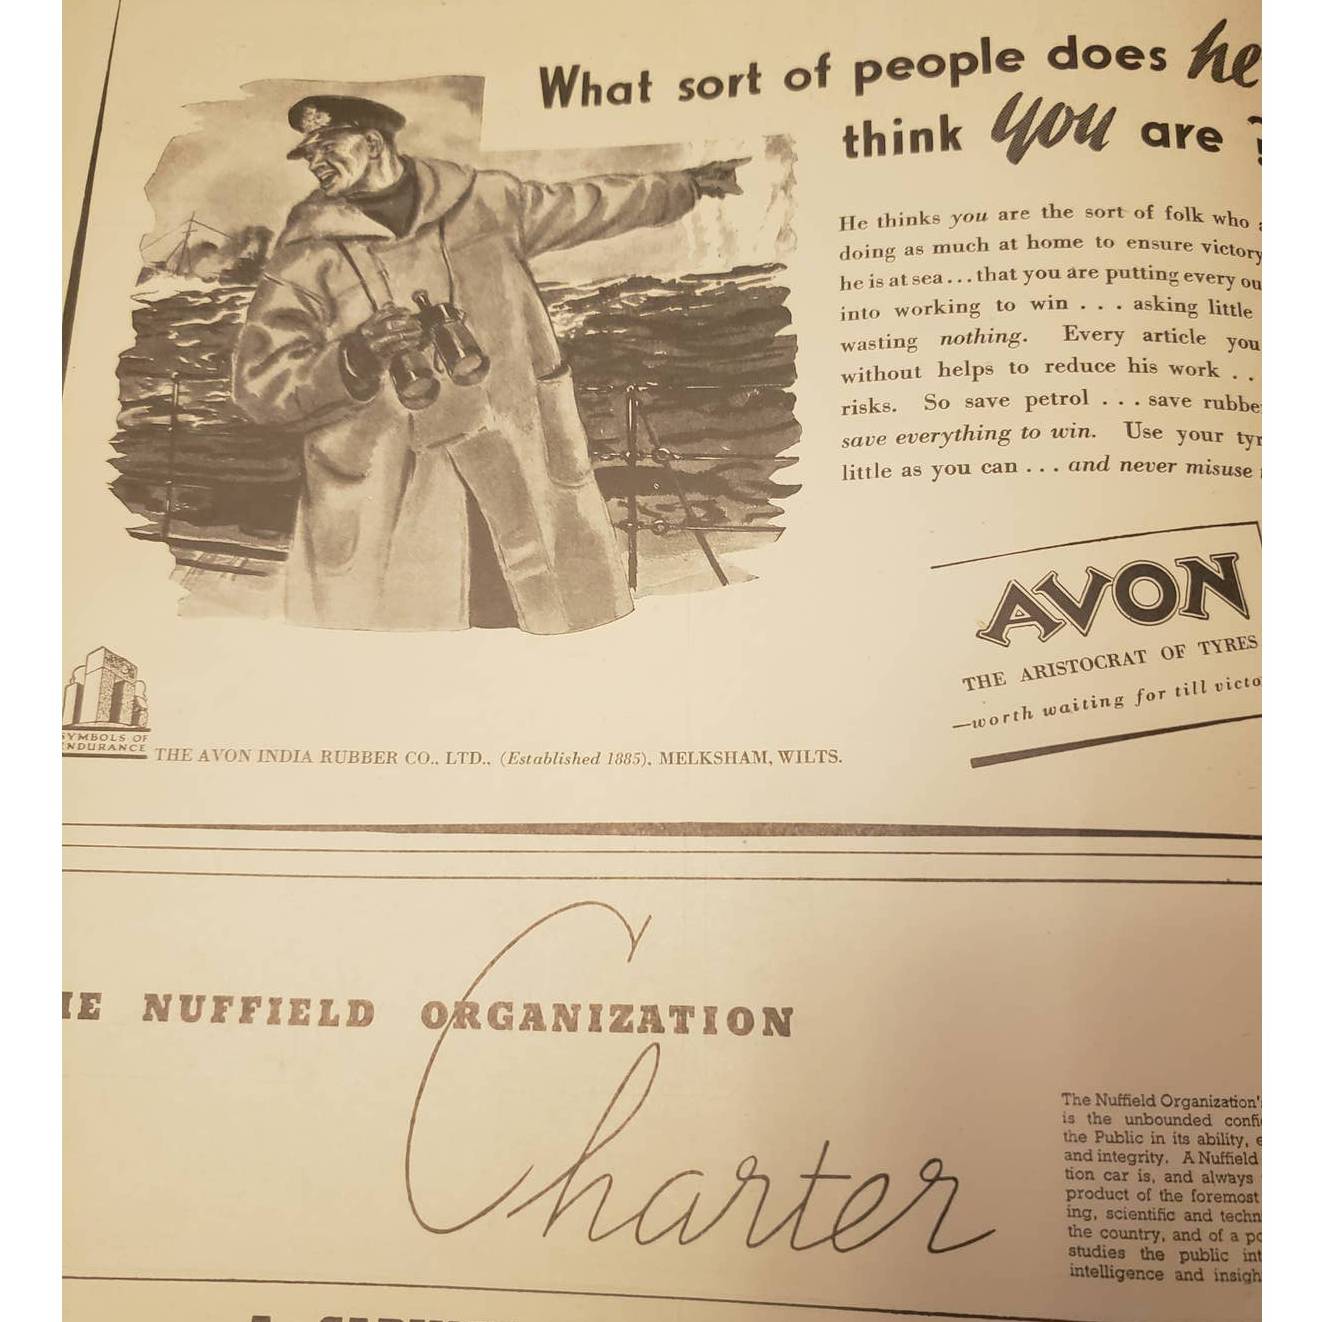 What sort of people does he
think you are ?
He thinks you are the sort of folk who
doing as much at home to ensure victory
he is at sea ... that you are putting every
into working to win . . . asking little
wasting nothing. Every article you
without helps to reduce his work . .
risks. So save petrol . . . save
save everything to win. Use your
little as you can . . . and never misuse
AVON
THE ARISTOCRAT OF TYRES
—worth waiting for till
SYMBOLS OF
ENDURANCE
THE AVON INDIA RUBBER CO., LTD., (Established 1885), MELKSHAM, WILTS.
NUFFIELD ORGANIZATION
Charter
The Nuffield Organization's
is the unbounded
the Public in its ability,
and integrity. A Nuffield
tion car is, and always
product of the foremost
ing, scientific and
the country, and of a
studies the public
intelligence and